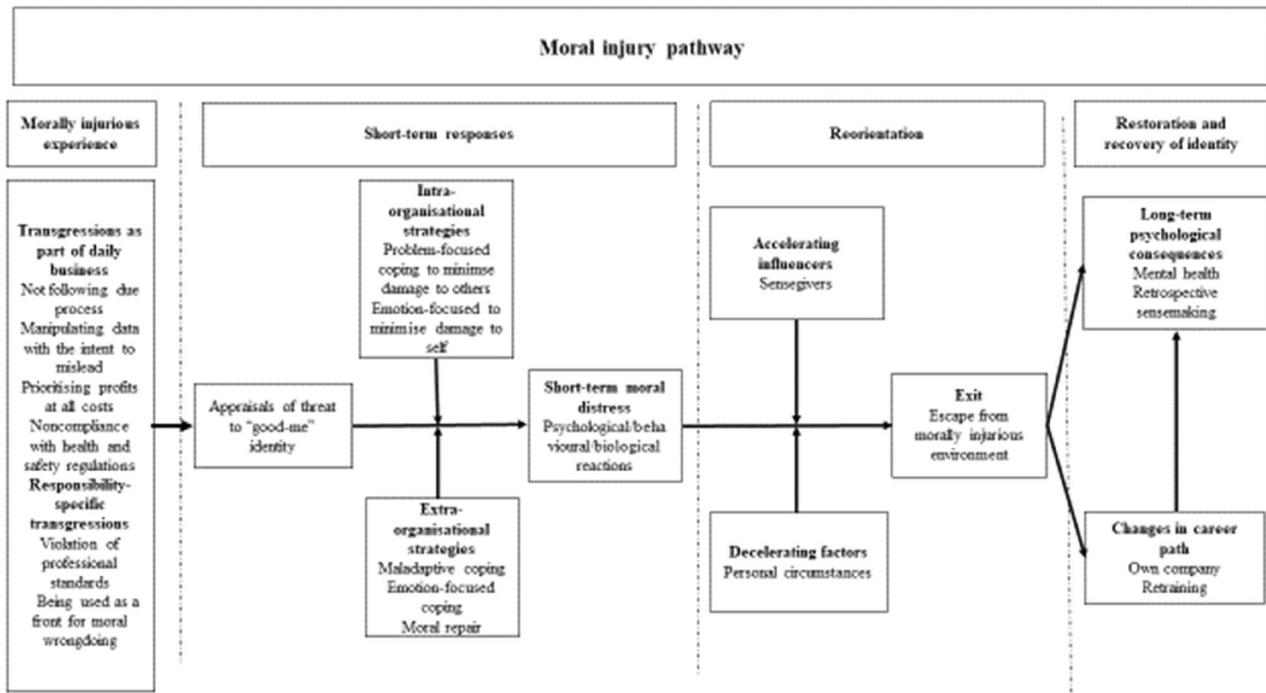 Moral injury pathway
Morally injurious
experience
Short-term responses
Reorientation
Restoration and
recovery of identity
Transgressions as
part of daily
business
Not following due
process
Manipulating data
with the intent to
mislead
Prioritising profits
at all costs
Noncompliance
with health and
safety regulations
Responsibility-
specific
transgressions
Violation of
professional
standards
Being used as a
front for moral
wrongdoing
Appraisals of threat
to "good-me"
identity
Intra-
organisational
strategies
Problem-focused
coping to minimse
damage to others
Emotion-focused to
minimise damage to
self
Extra-
organisational
strategies
Maladaptive coping
Emotion-focused
coping
Moral repair
Short-term moral
distress
Psychological/beha
vioural/biological
reactions
Accelerating
influencers
Sensegivers
Decelerating factors
Personal circumstances
Exit
Escape from
morally injurious
environment
Long-term
psychological
consequences
Mental health
Retrospective
sensemaking
Changes in career
path
Own company
Retraining